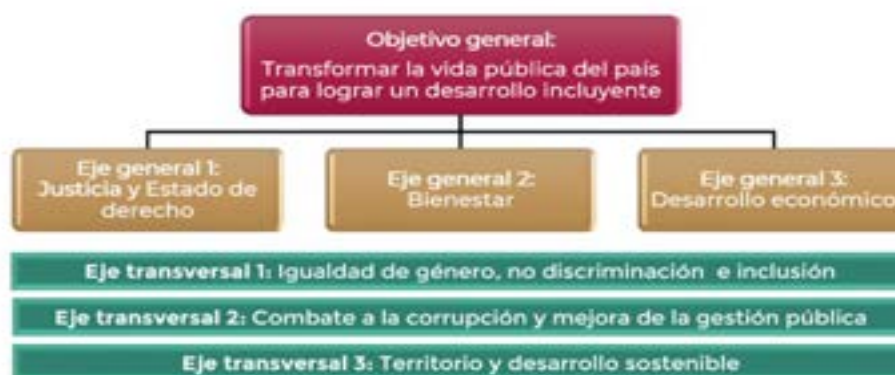 Objetivo general:
Transformar la vida pública del país
para lograr un desarrollo incluyente
Eje general 1:
Justicia y Estado de
derecho
Eje general 2:
Bienestar
Eje general 3:
Desarrollo económico
Eje transversal 1: Igualdad de género, no discriminación e inclusión
Eje transversal 2: Combate a la corrupción y mejora de la gestión pública
Eje transversal 3: Territorio y desarrollo sostenible